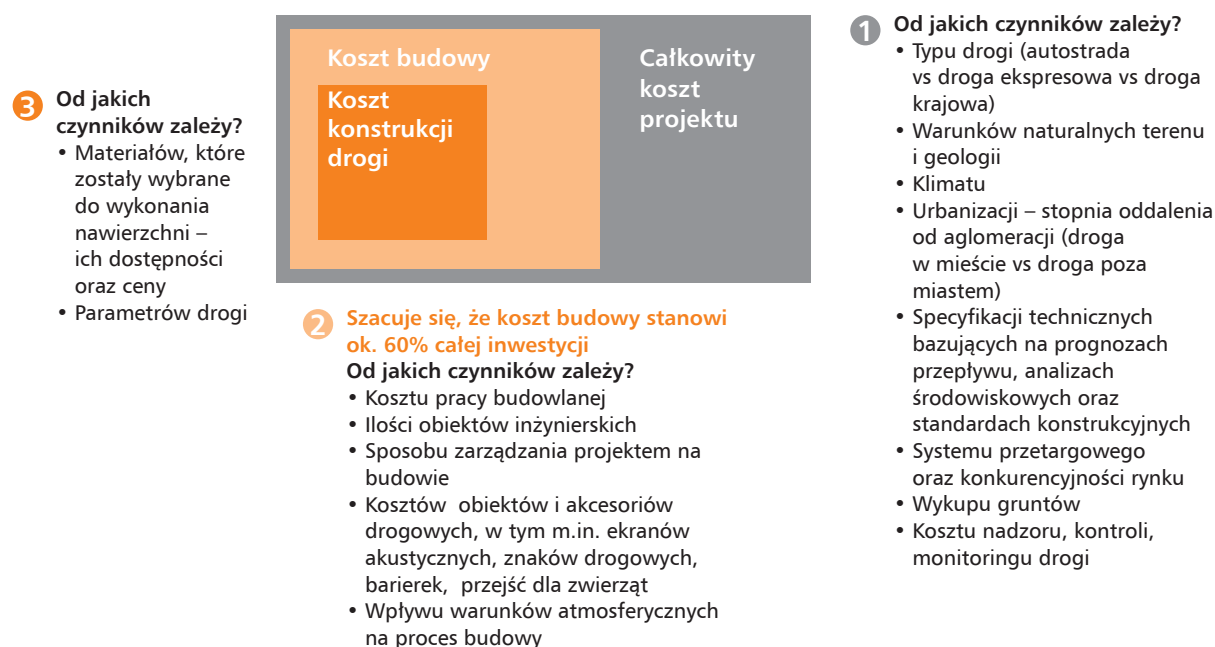 3
Od jakich
czynników zależy?
• Materiałów, które
zostały wybrane
do wykonania
nawierzchni –
ich dostępności
oraz ceny
• Parametrów drogi
Koszt budowy
Koszt
konstrukcji
drogi
Całkowity
koszt
projektu
2
Szacuje się, że koszt budowy stanowi
ok. 60% całej inwestycji
Od jakich czynników zależy?
• Kosztu pracy budowlanej
• Ilości obiektów inżynierskich
• Sposobu zarządzania projektem na
budowie
• Kosztów  obiektów i akcesoriów
drogowych, w tym m.in. ekranów
akustycznych, znaków drogowych,
barierek,  przejść dla zwierząt
• Wpływu warunków atmosferycznych
na proces budowy
1
Od jakich czynników zależy?
• Typu drogi (autostrada
vs droga ekspresowa vs droga
krajowa)
• Warunków naturalnych terenu
i geologii
• Klimatu
• Urbanizacji – stopnia oddalenia
od aglomeracji (droga
w mieście vs droga poza
miastem)
• Specyfikacji technicznych
bazujących na prognozach
przepływu, analizach
środowiskowych oraz
standardach konstrukcyjnych
• Systemu przetargowego
oraz konkurencyjności rynku
• Wykupu gruntów
• Kosztu nadzoru, kontroli,
monitoringu drogi